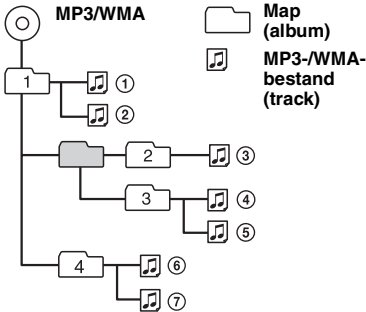 MP3/WMA
Map
(album)
MP3-/WMA-
bestand
(track)
1
①
②
2
③
3
④
⑤
4
⑥
⑦